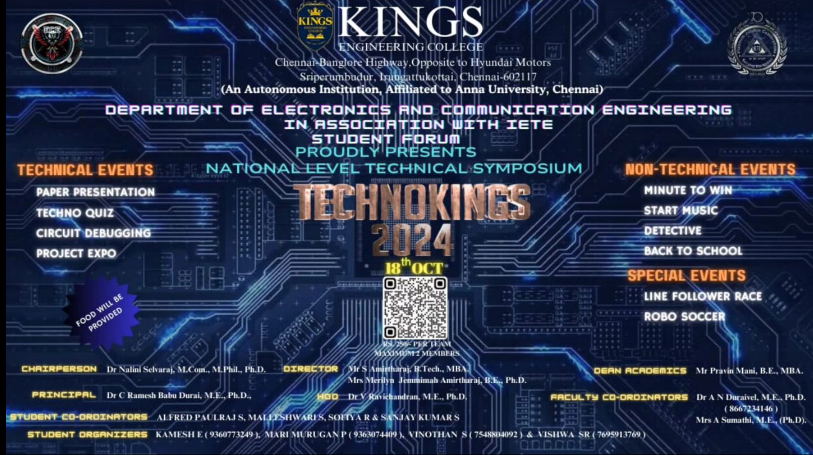 KINGS
KINGS
ENGINEERING COLLEGE
Chennai-Banglore Highway,Opposite to Hyundai Motors
Sriperumbudur, Irungattukottai, Chennai-602117
(An Autonomous Institution, Affiliated to Anna University, Chennai)
DEPARTMENT OF ELECTRONICS AND COMMUNICATION ENGINEERING
IN ASSOCIATION WITH IETE
STUDENT FORUM
PROUDLY PRESENTS
NATIONAL LEVEL TECHNICAL SYMPOSIUM
TECHNOKINGS
2024
18th OCT
RS. 250/- PER TEAM
MAXIMUM 2 MEMBERS
TECHNICAL EVENTS
PAPER PRESENTATION
TECHNO QUIZ
CIRCUIT DEBUGGING
PROJECT EXPO
FOOD WILL BE
PROVIDED
NON-TECHNICAL EVENTS
MINUTE TO WIN
START MUSIC
DETECTIVE
BACK TO SCHOOL
SPECIAL EVENTS
LINE FOLLOWER RACE
ROBO SOCCER
CHAIRPERSON Dr Nalini Selvaraj, M.Com., M.Phil., Ph.D.
DIRECTOR Mr S Amirtharaj, B.Tech., MBA.
Mrs Merilyn Jemmimah Amirtharaj, B.E., Ph.D.
DEAN ACADEMICS Mr Pravin Mani, B.E., MBA.
PRINCIPAL Dr C Ramesh Babu Durai, M.E., Ph.D.,
HOD Dr V Ravichandran, M.E., Ph.D.
FACULTY CO-ORDINATORS Dr A N Duraivel, M.E., Ph.D.
( 8667234146 )
Mrs A Sumathi, M.E., (Ph.D).
STUDENT CO-ORDINATORS ALFRED PAULRAJ S, MALLESHWARI S, SOFIYA R & SANJAY KUMAR S
STUDENT ORGANIZERS KAMESH E ( 9360773249 ), MARI MURUGAN P ( 9363074409 ), VINOTHAN S ( 7548804092 ) & VISHWA SR ( 7695913769 )